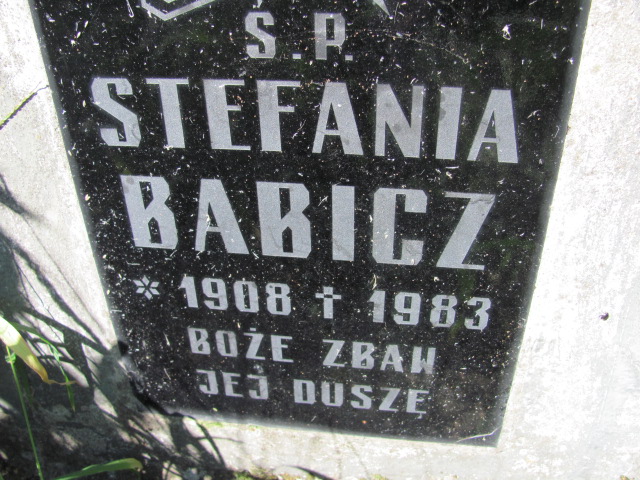 S.P.
STEFANIA
BABICZ
* 1908 ✝ 1983
BOŻE ZBAW
JEJ DUSZĘ